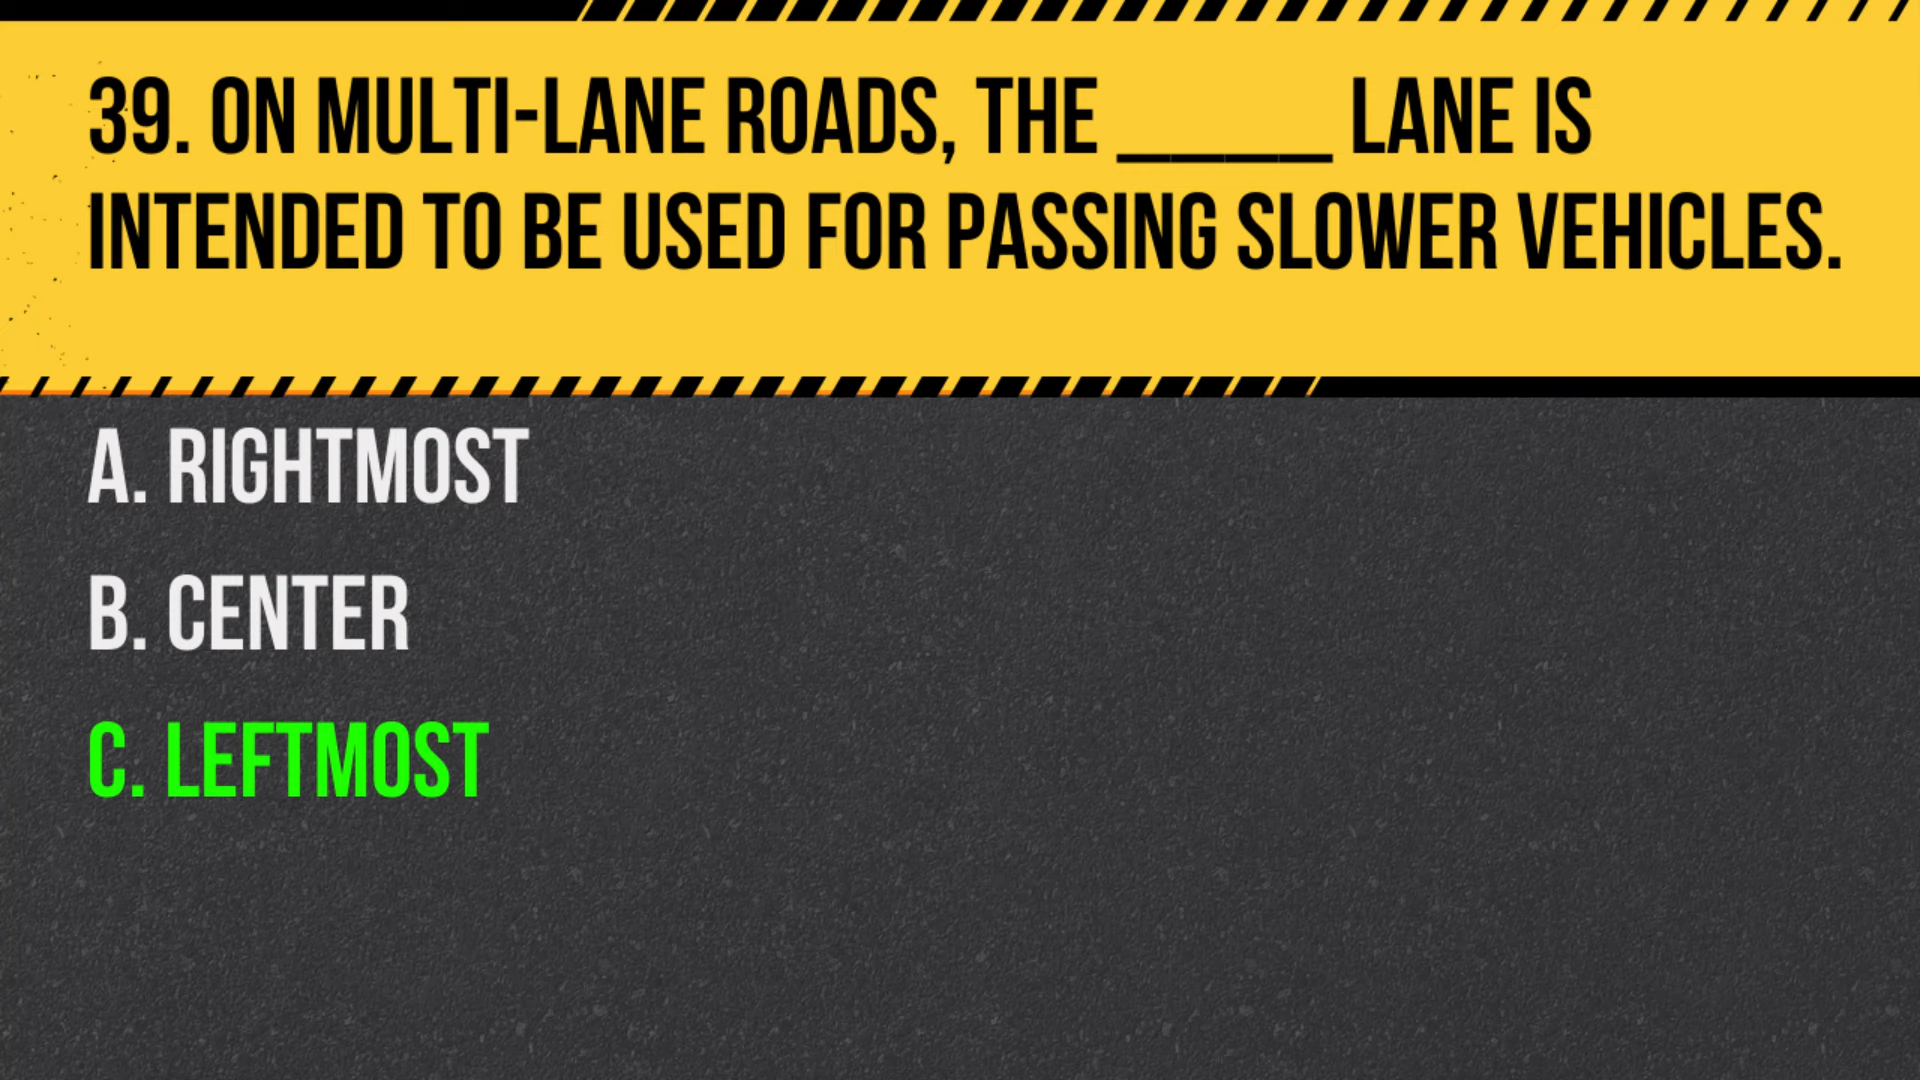 39. ON MULTI-LANE ROADS, THE ____ LANE IS
INTENDED TO BE USED FOR PASSING SLOWER VEHICLES.
A. RIGHTMOST
B. CENTER
C. LEFTMOST